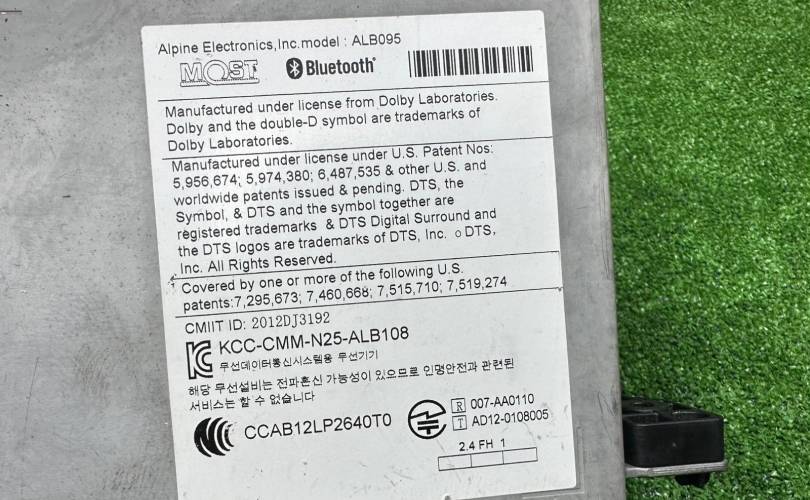 Alpine Electronics,Inc.model : ALB095
MOST Bluetooth®
Manufactured under license from Dolby Laboratories.
Dolby and the double-D symbol are trademarks of
Dolby Laboratories.
Manufactured under license under U.S. Patent Nos:
5,956,674; 5,974,380; 6,487,535 & other U.S. and
worldwide patents issued & pending. DTS, the
Symbol, & DTS and the symbol together are
registered trademarks & DTS Digital Surround and
the DTS logos are trademarks of DTS, Inc. o DTS,
Inc. All Rights Reserved.
Covered by one or more of the following U.S.
patents:7,295,673; 7,460,668; 7,515,710; 7,519,274
CMIIT ID: 2012DJ3192
KCC-CMM-N25-ALB108
무선데이터통신시스템용 무선기기
해당 무선설비는 전파혼신 가능성이 있으므로 인명안전과 관련된
서비스는 할 수 없습니다
CCAB12LP2640T0
R 007-AA0110
T AD12-0108005
2.4 FH 1